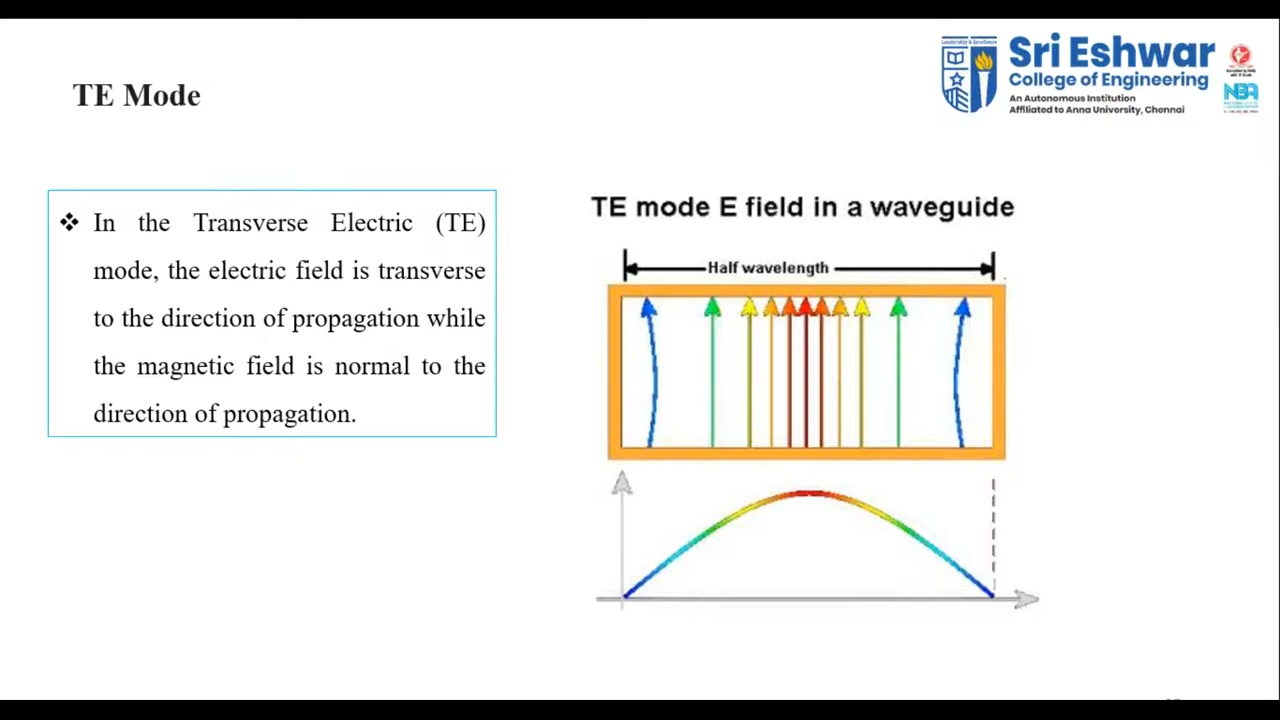 TE Mode
Leadership & Excellence
Sri Eshwar
College of Engineering
An Autonomous Institution
Affiliated to Anna University, Chennai
NBA
❖ In the Transverse Electric (TE)
mode, the electric field is transverse
to the direction of propagation while
the magnetic field is normal to the
direction of propagation.
TE mode E field in a waveguide
Half wavelength